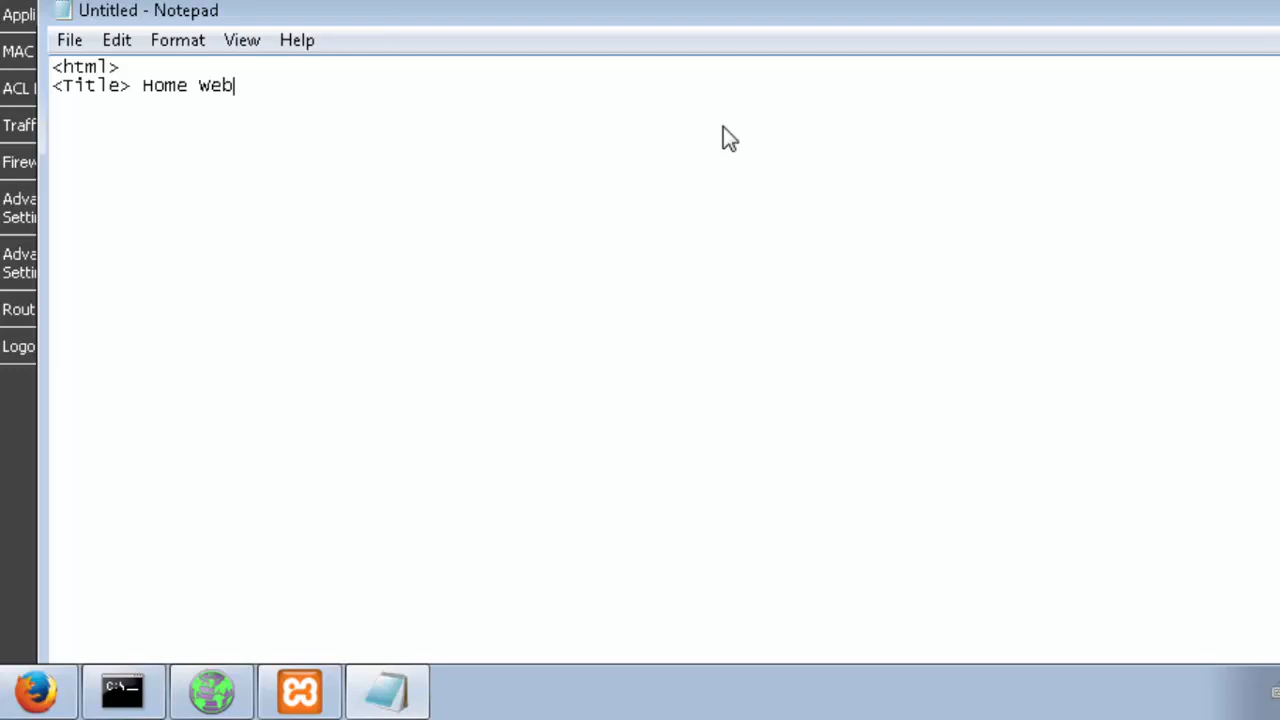 Untitled - Notepad
File Edit Format View Help
<html>
<Title> Home Web
Appli
MAC
ACL
Traff
Firew
Adva
Setti
Adva
Setti
Rout
Logo
C:\